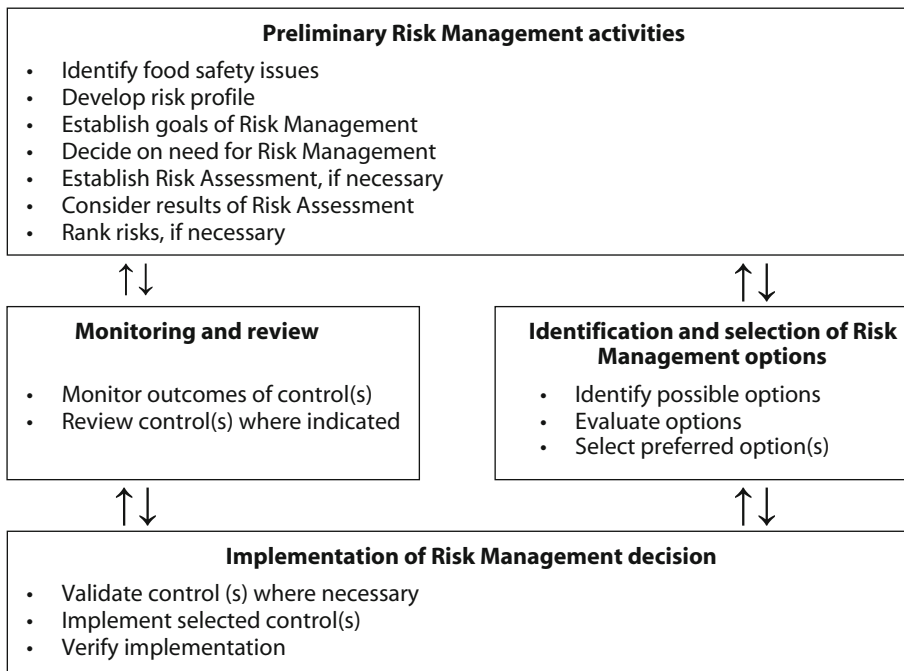 Preliminary Risk Management activities
• Identify food safety issues
• Develop risk profile
• Establish goals of Risk Management
• Decide on need for Risk Management
• Establish Risk Assessment, if necessary
• Consider results of Risk Assessment
• Rank risks, if necessary
Monitoring and review
• Monitor outcomes of control(s)
• Review control(s) where indicated
Identification and selection of Risk
Management options
• Identify possible options
• Evaluate options
• Select preferred option(s)
Implementation of Risk Management decision
• Validate control (s) where necessary
• Implement selected control(s)
• Verify implementation